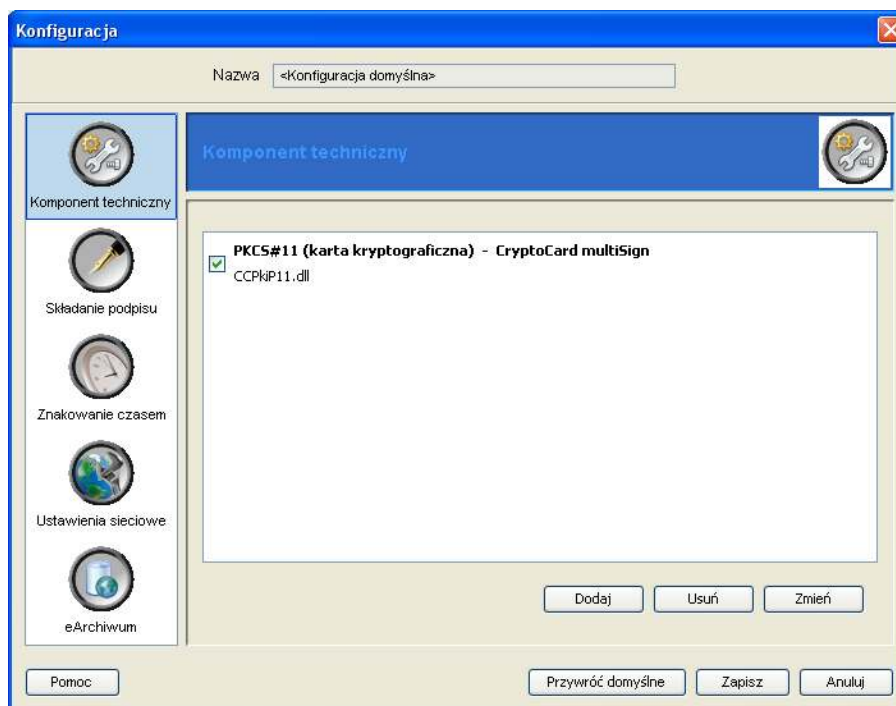 Konfiguracja
Nazwa <Konfiguracja domyślna>
Komponent techniczny
Komponent techniczny
PKCS#11 (karta kryptograficzna) - CryptoCard multiSign
CCPkiP11.dll
Składanie podpisu
Znakowanie czasem
Ustawienia sieciowe
eArchiwum
Dodaj Usuń Zmień
Pomoc Przywróć domyślne Zapisz Anuluj